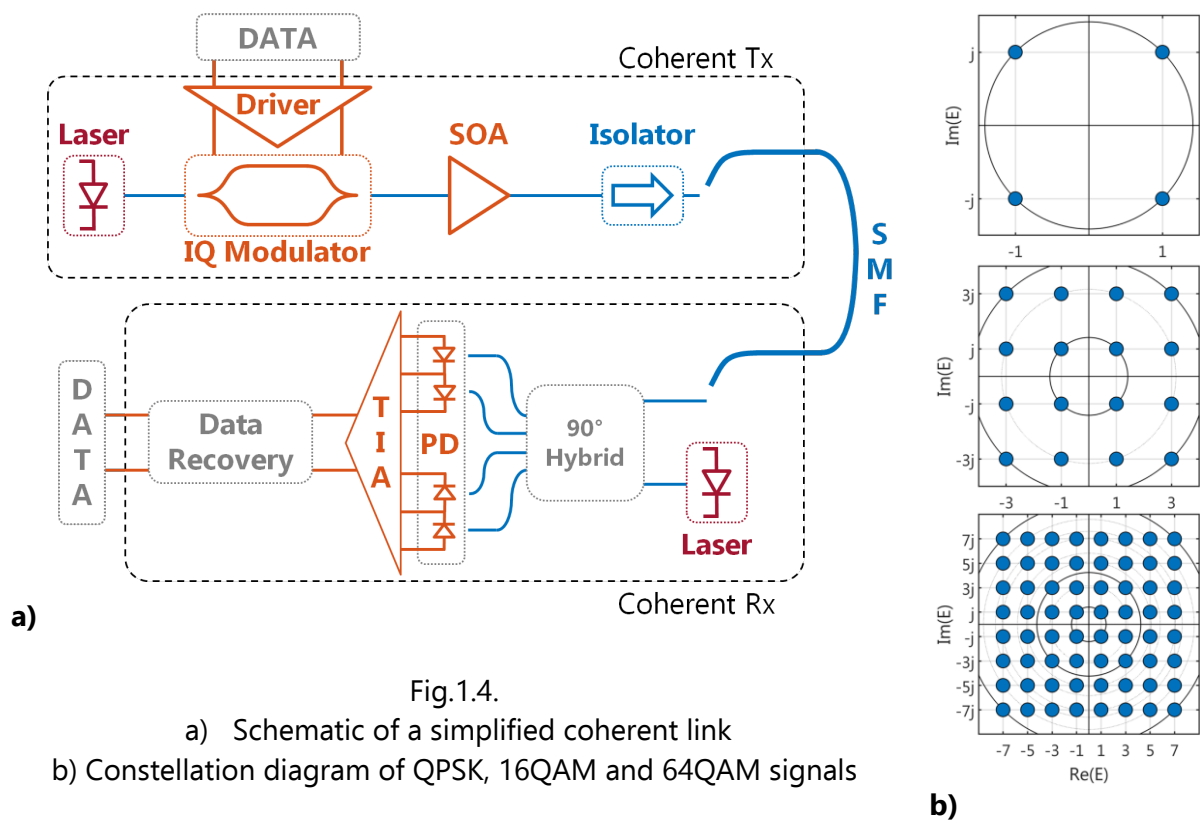 DATA
Coherent Tx
Driver
Laser
SOA
Isolator
IQ Modulator
S
M
F
D
A
T
A
Data
Recovery
T
I
A
PD
90°
Hybrid
Laser
Coherent Rx
a)
Fig.1.4.
a) Schematic of a simplified coherent link
b) Constellation diagram of QPSK, 16QAM and 64QAM signals
Im(E)
j
-j
-1 1
Im(E)
3j
j
-j
-3j
-3 -1 1 3
Im(E)
7j
5j
3j
j
-j
-3j
-5j
-7j
-7 -5 -3 -1 1 3 5 7
Re(E)
b)